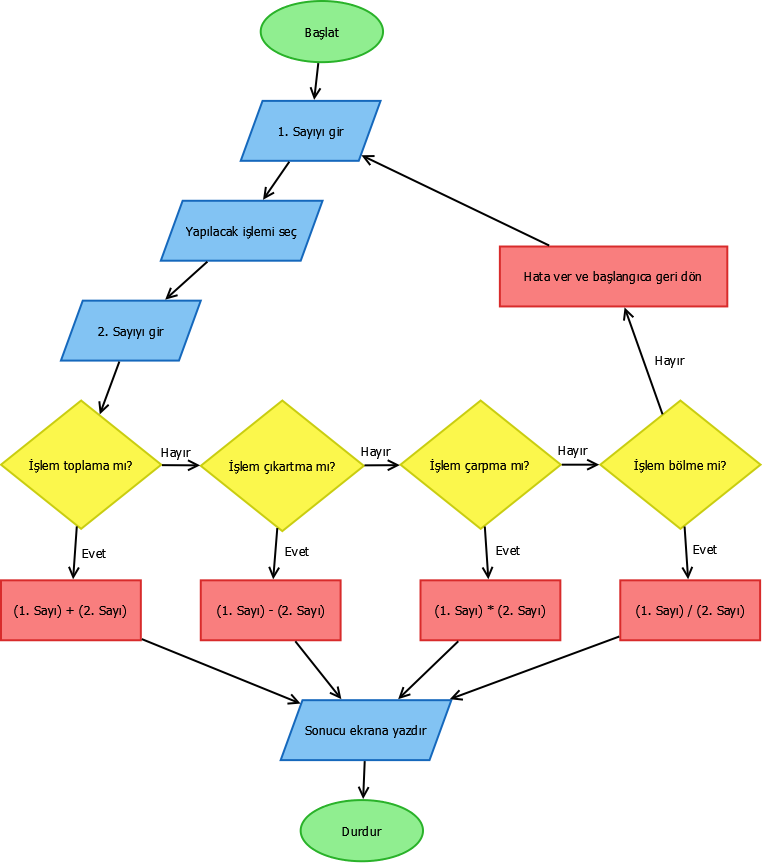 Başlat
1. Sayıyı gir
Yapılacak işlemi seç
Hata ver ve başlangıca geri dön
2. Sayıyı gir
Hayır
İşlem toplama mı?
Hayır
İşlem çıkartma mı?
Hayır
İşlem çarpma mı?
Hayır
İşlem bölme mi?
Evet
Evet
Evet
Evet
(1. Sayı) + (2. Sayı)
(1. Sayı) - (2. Sayı)
(1. Sayı) * (2. Sayı)
(1. Sayı) / (2. Sayı)
Sonucu ekrana yazdır
Durdur